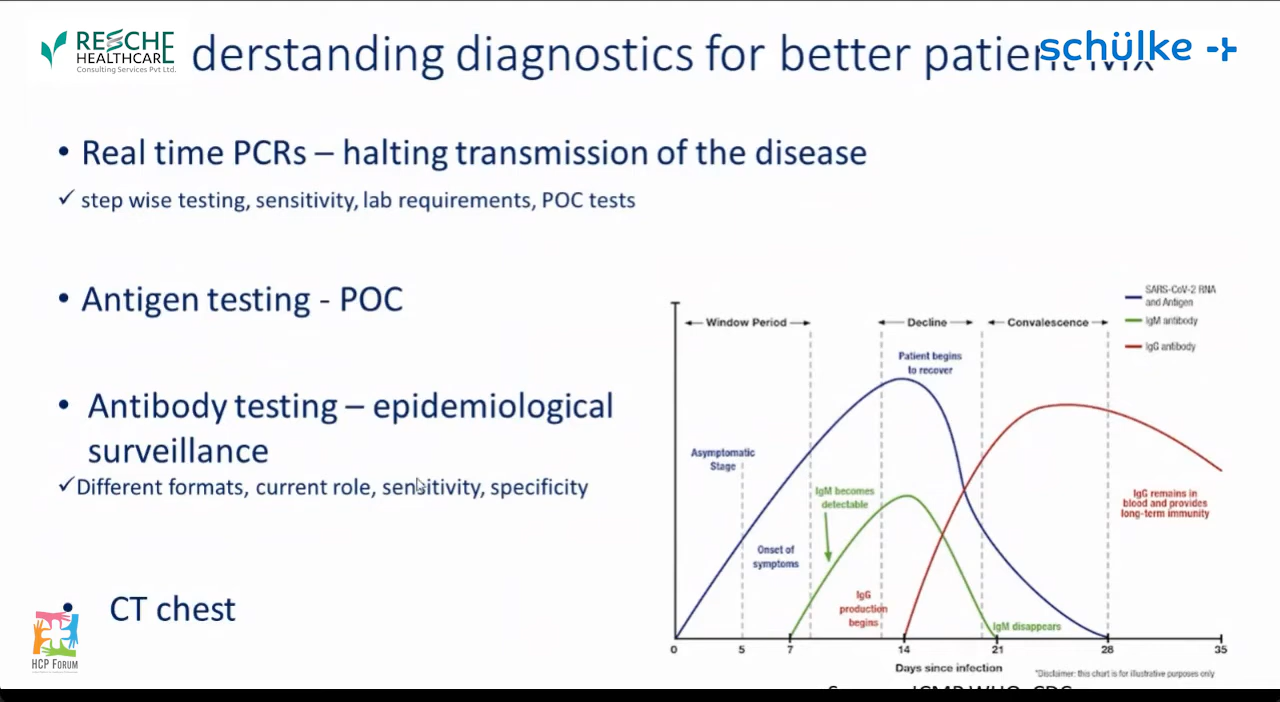 RESCHE
HEALTHCARE
Consulting Services Pvt Ltd.
schülke
derstanding diagnostics for better patient Mx
• Real time PCRs – halting transmission of the disease
✓ step wise testing, sensitivity, lab requirements, POC tests
• Antigen testing - POC
• Antibody testing – epidemiological
surveillance
✓Different formats, current role, sensitivity, specificity
• CT chest
HCP FORUM
SARS-CoV-2 RNA
and Antigen
IgM antibody
IgG antibody
Window Period
Decline
Convalescence
Patient begins
to recover
Asymptomatic
Stage
IgM becomes
detectable
Onset of
symptoms
IgG
production
begins
IgM disappears
IgG remains in
blood and provides
long-term immunity
0 5 7 14 21 28 35
Days since infection
*Disclaimer: this chart is for illustrative purposes only
ICMR WHO, CDC